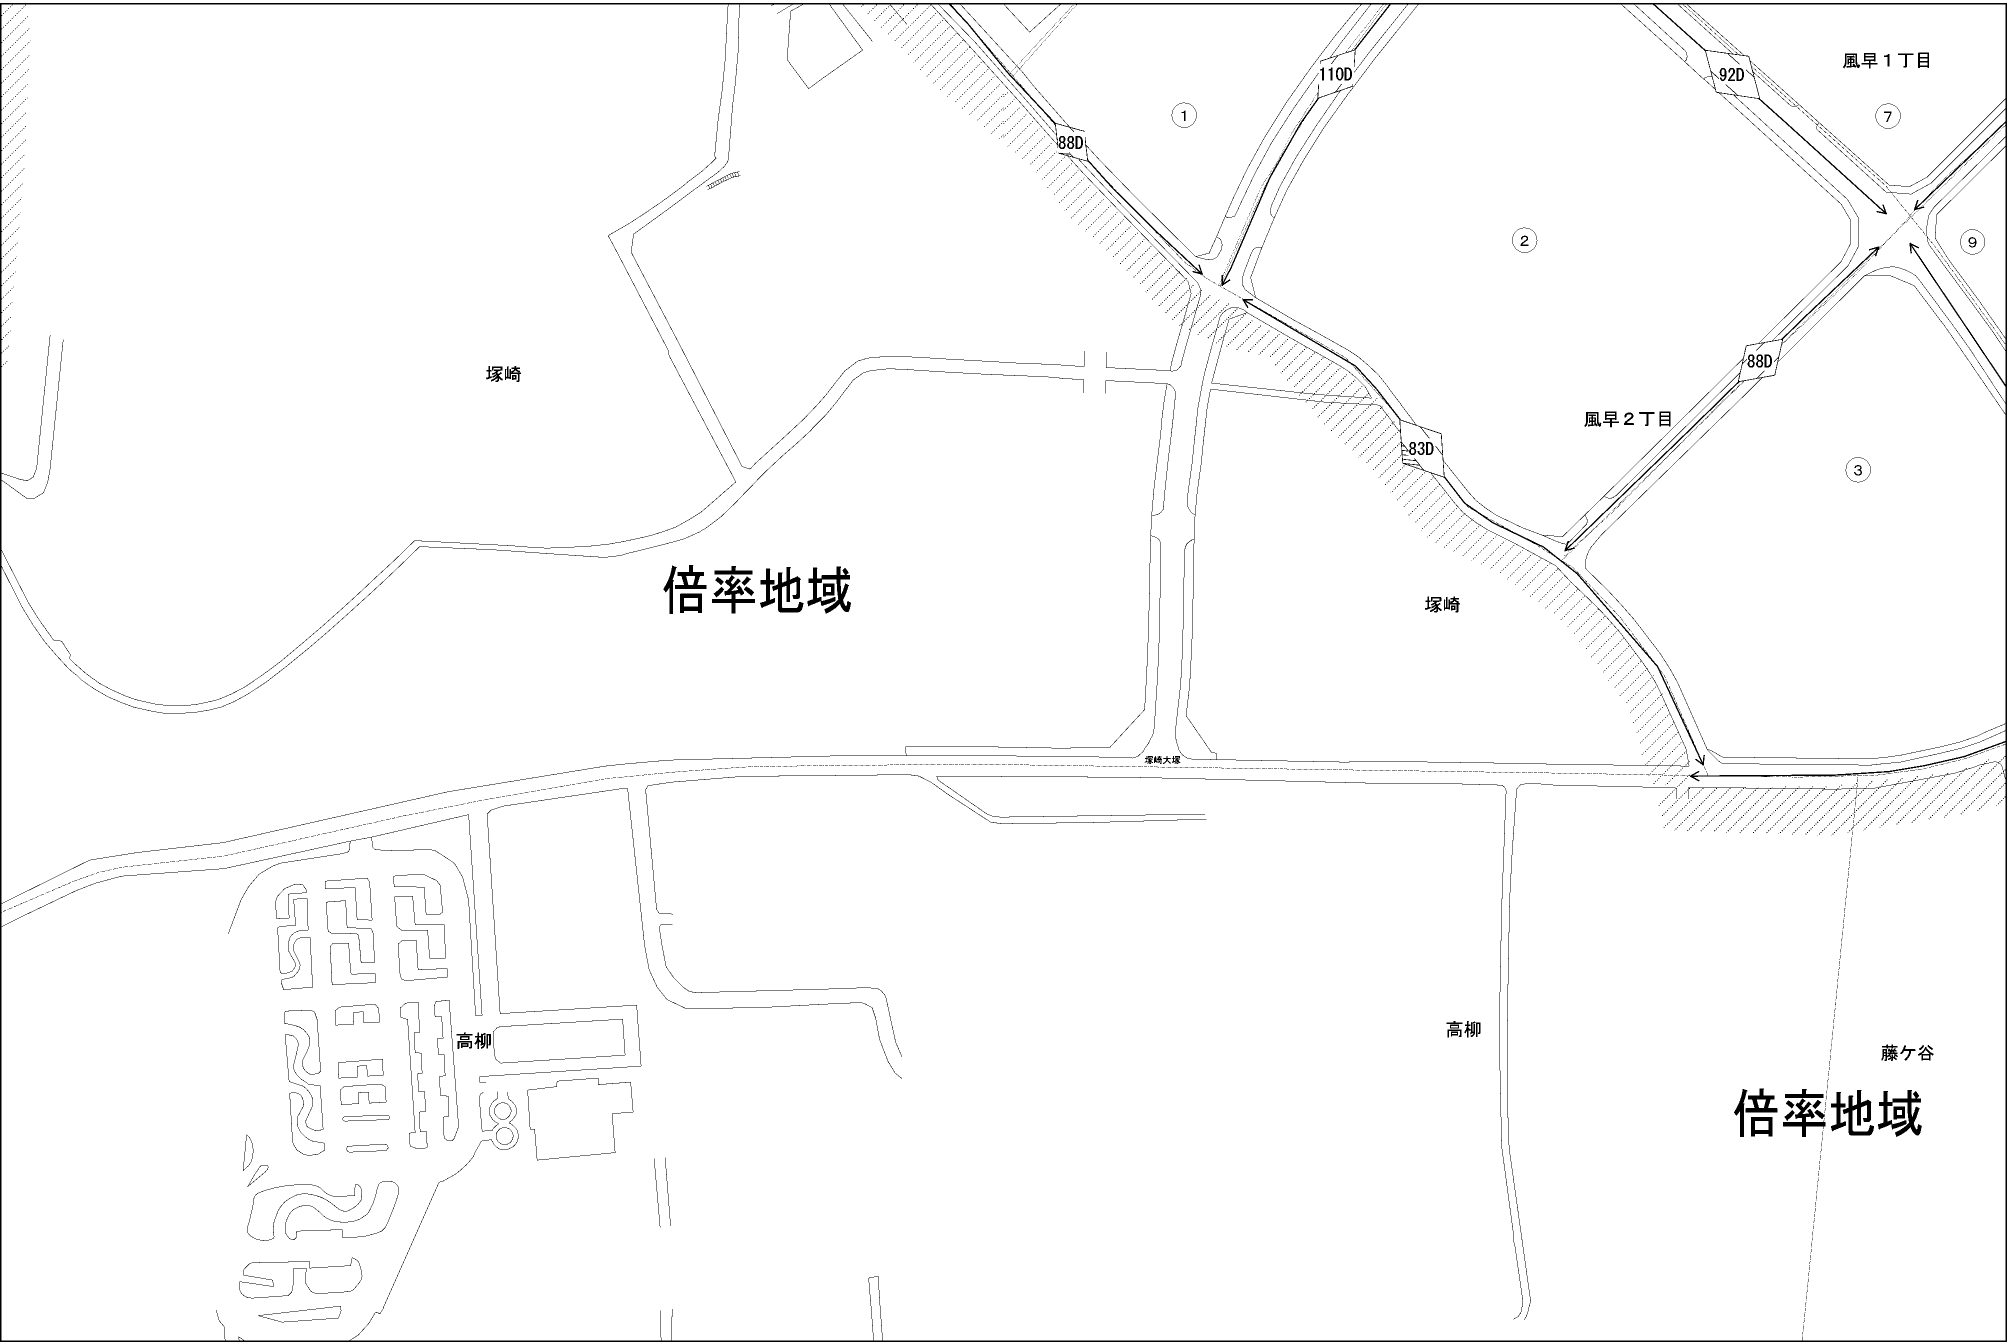 風早１丁目
110D
92D
⑦
①
88D
②
⑨
88D
塚崎
風早２丁目
83D
③
倍率地域
塚崎
塚崎大塚
高柳
高柳
藤ケ谷
倍率地域